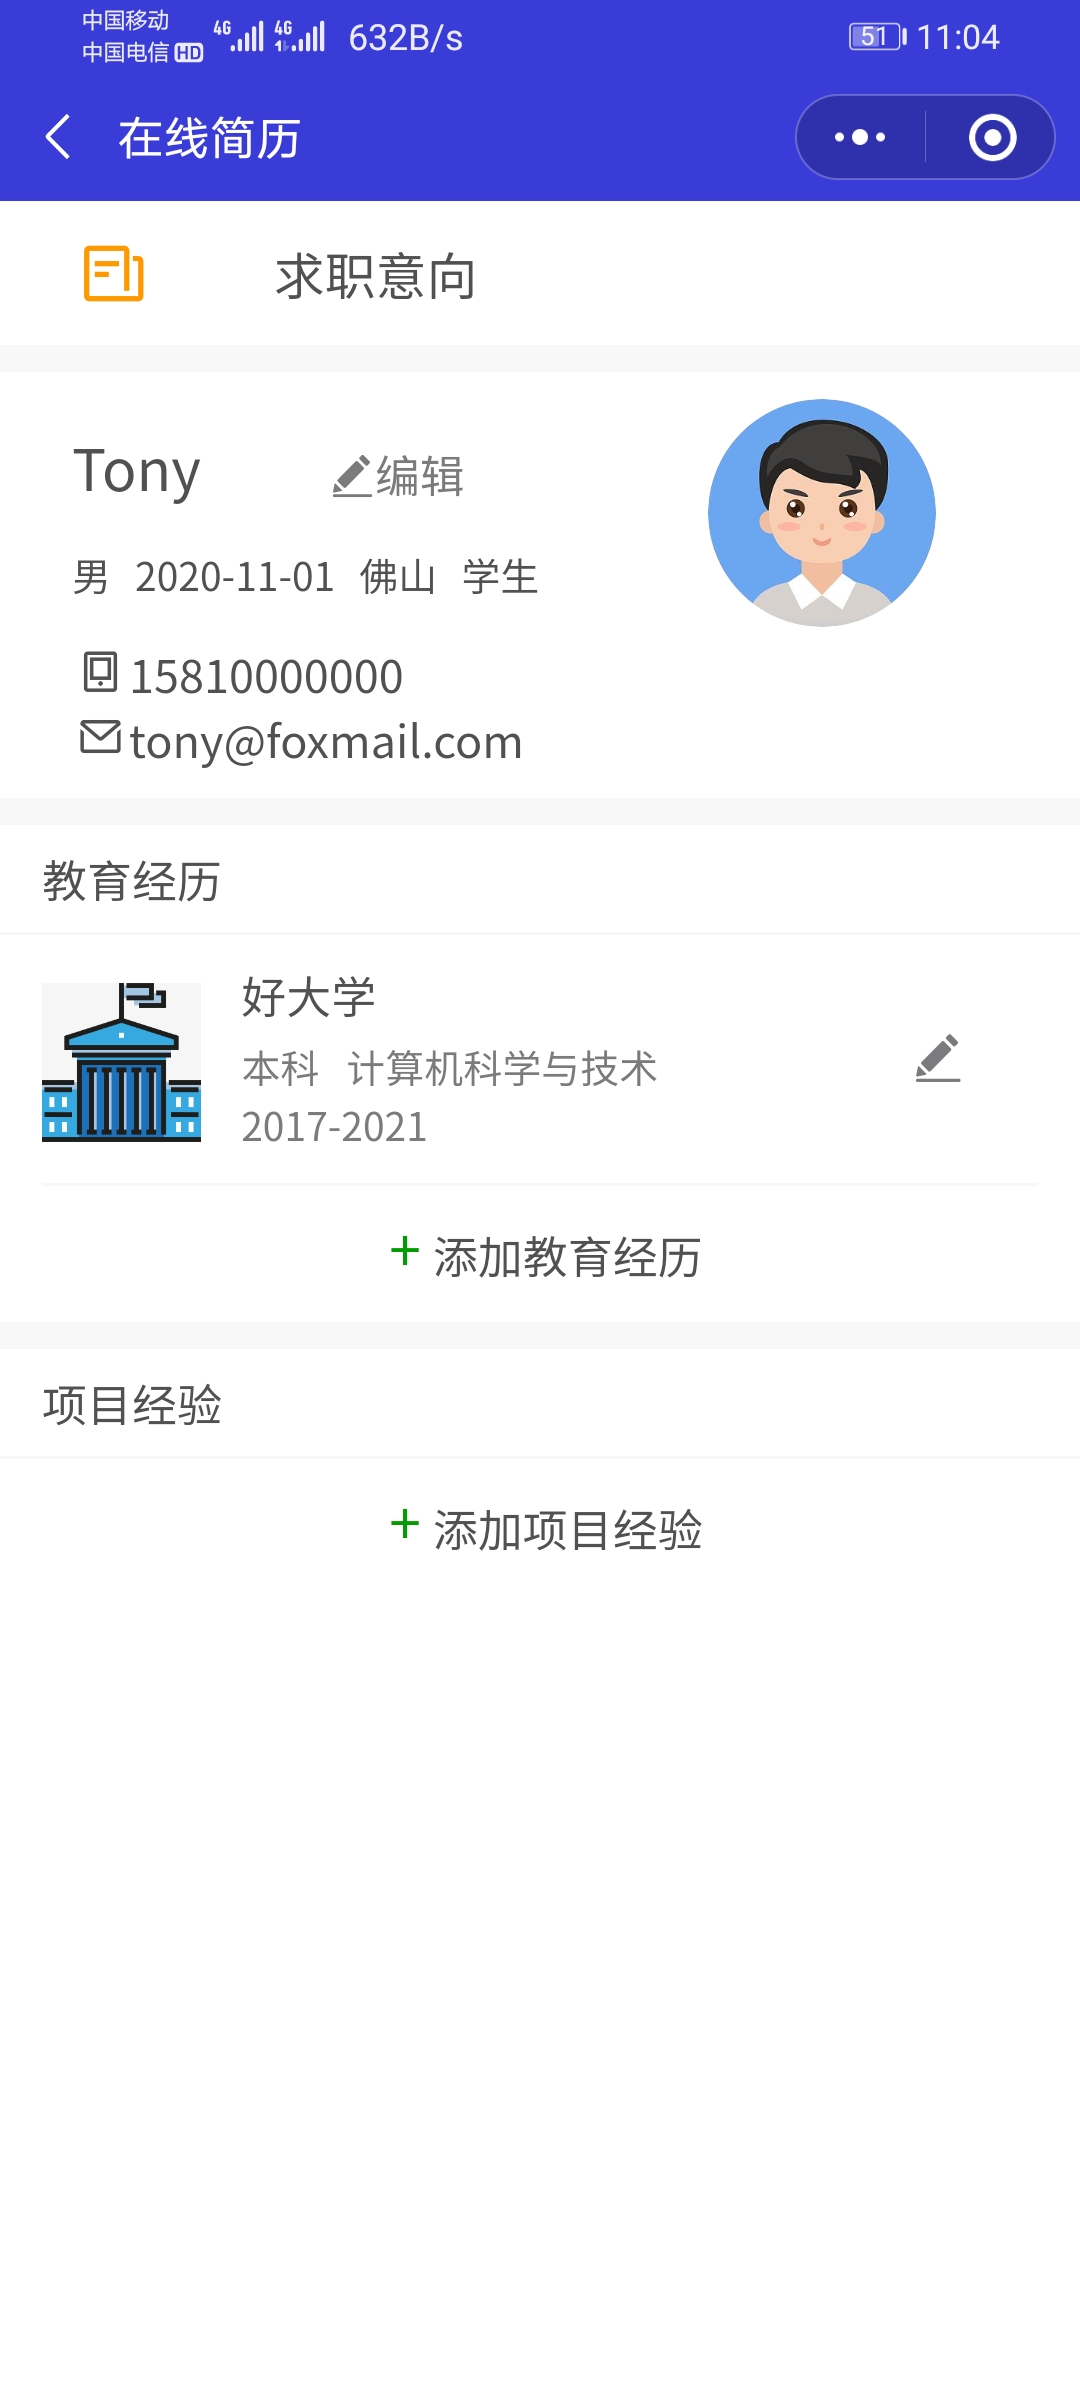 中国移动
中国电信 HD 4G 4G 632B/s 51 11:04
在线简历
求职意向
Tony 编辑
男 2020-11-01 佛山 学生
15810000000
tony@foxmail.com
教育经历
好大学
本科 计算机科学与技术
2017-2021
+ 添加教育经历
项目经验
+ 添加项目经验